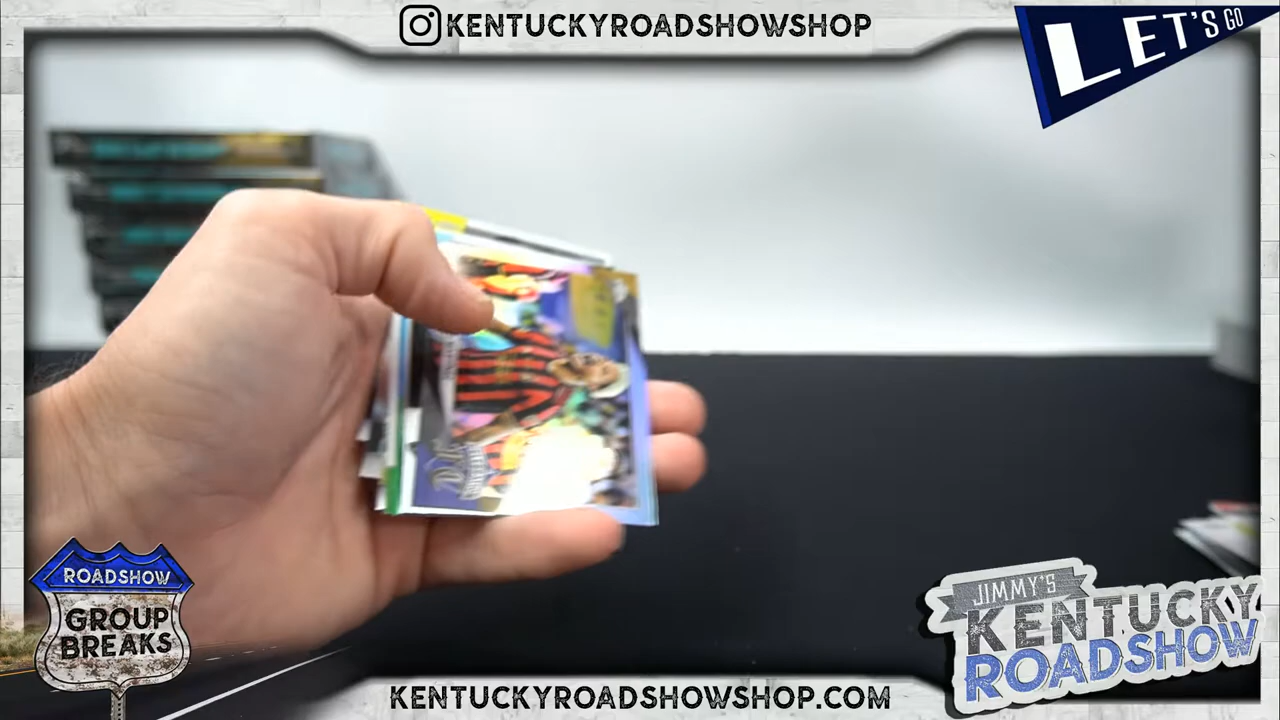 KENTUCKYROADSHOWSHOP
LET'S GO
ROADSHOW
GROUP
BREAKS
JIMMY'S
KENTUCKY
ROADSHOW
KENTUCKYROADSHOWSHOP.COM